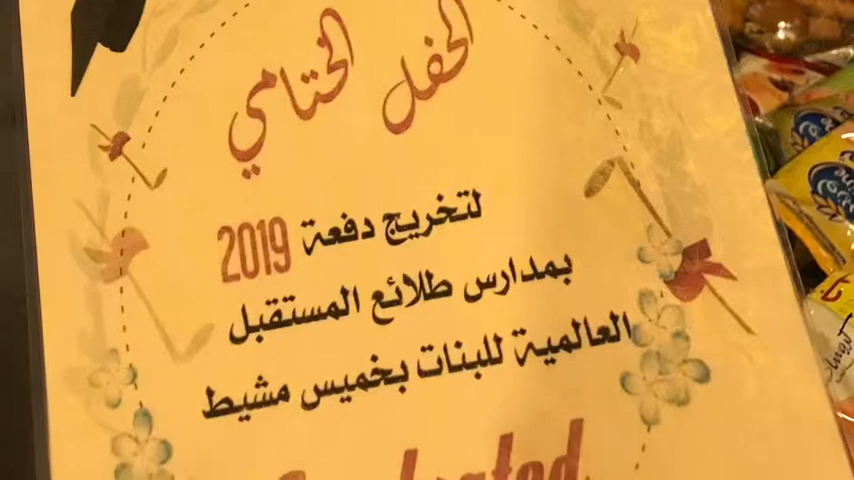 الحفل الختامي
لتخريج دفعة 2019
بمدارس طلائع المستقبل
العالمية للبنات بخميس مشيط